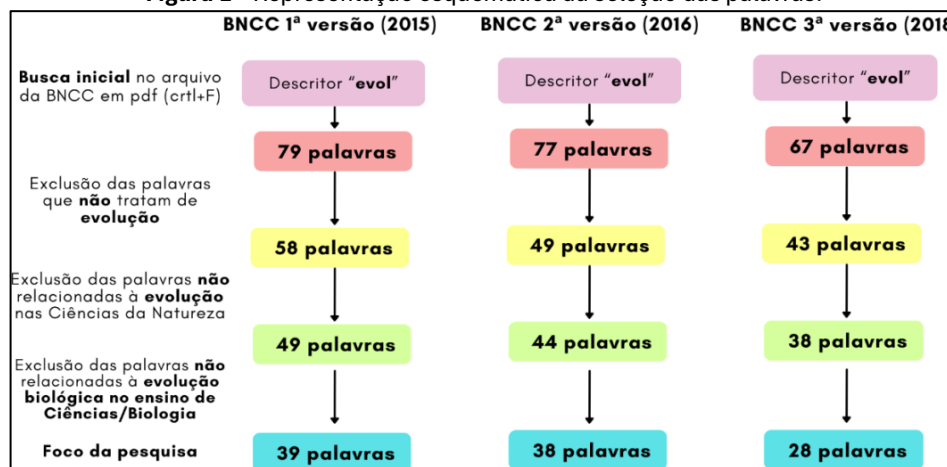 BNCC 1ª versão (2015) BNCC 2ª versão (2016) BNCC 3ª versão (2018
Busca inicial no arquivo
da BNCC em pdf (crtl+F)
Descritor “evol” Descritor “evol” Descritor “evol”
79 palavras 77 palavras 67 palavras
Exclusão das palavras
que não tratam de
evolução
58 palavras 49 palavras 43 palavras
Exclusão das palavras não
relacionadas à evolução
nas Ciências da Natureza
49 palavras 44 palavras 38 palavras
Exclusão das palavras não
relacionadas à evolução
biológica no ensino de
Ciências/Biologia
Foco da pesquisa
39 palavras 38 palavras 28 palavras